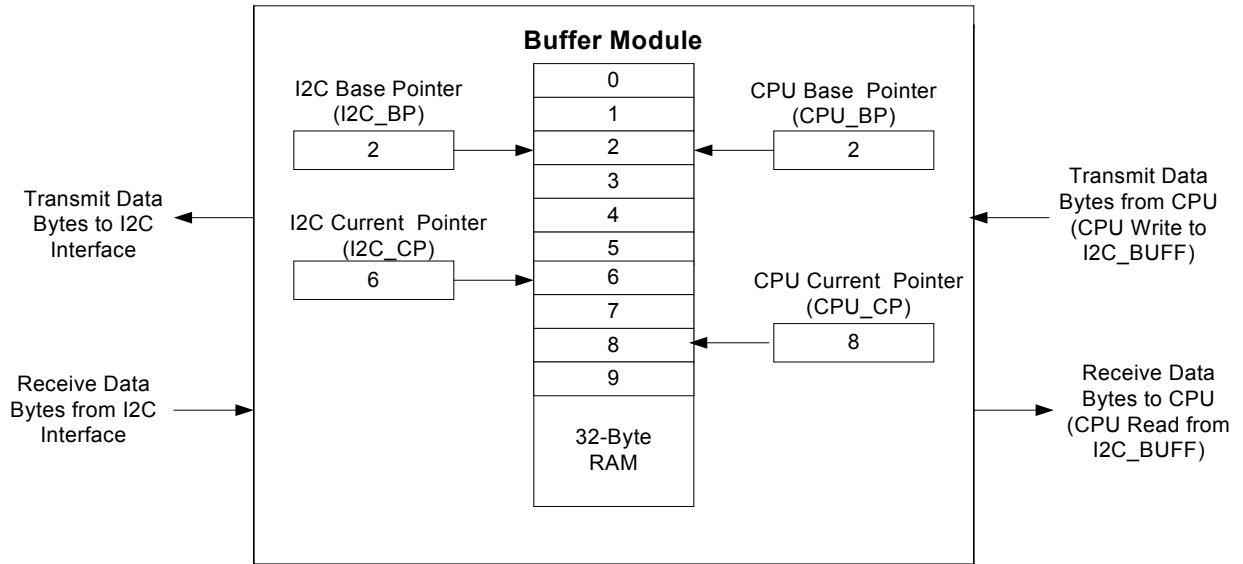 Buffer Module
I2C Base Pointer
(I2C_BP)
2
I2C Current Pointer
(I2C_CP)
6
0
1
2
3
4
5
6
7
8
9
32-Byte
RAM
CPU Base Pointer
(CPU_BP)
2
CPU Current Pointer
(CPU_CP)
8
Transmit Data
Bytes to I2C
Interface
Receive Data
Bytes from I2C
Interface
Transmit Data
Bytes from CPU
(CPU Write to
I2C_BUFF)
Receive Data
Bytes to CPU
(CPU Read from
I2C_BUFF)